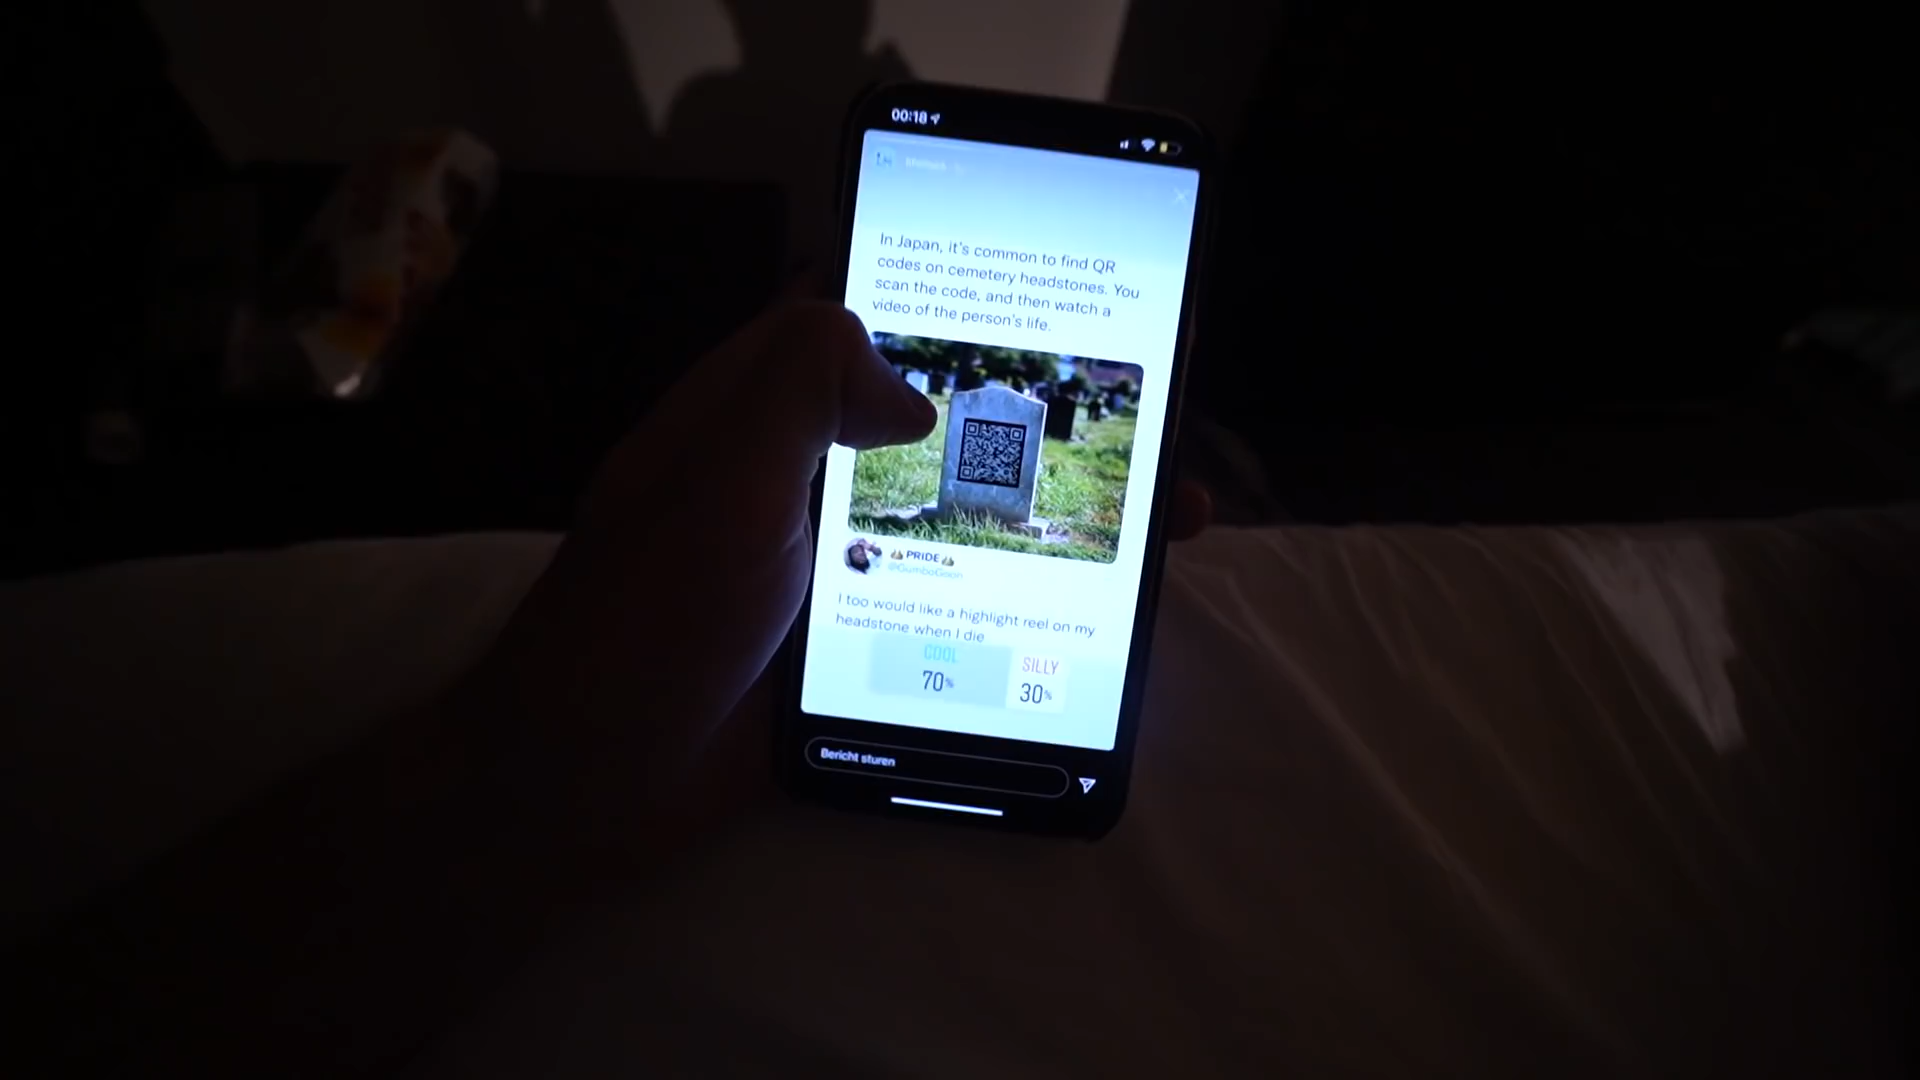 00:18
In Japan, it's common to find QR
codes on cemetery headstones. You
scan the code, and then watch a
video of the person's life.
PRIDE
@GumboGoon
I too would like a highlight reel on my
headstone when I die
COOL
70%
SILLY
30%
Bericht sturen